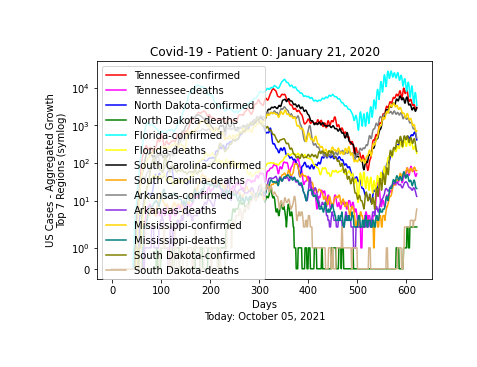 Covid-19 - Patient 0: January 21, 2020
US Cases - Aggregated Growth
Top 7 Regions (symlog)
10⁴
10³
10²
10¹
10⁰
0
Tennessee-confirmed
Tennessee-deaths
North Dakota-confirmed
North Dakota-deaths
Florida-confirmed
Florida-deaths
South Carolina-confirmed
South Carolina-deaths
Arkansas-confirmed
Arkansas-deaths
Mississippi-confirmed
Mississippi-deaths
South Dakota-confirmed
South Dakota-deaths
0 100 200 300 400 500 600
Days
Today: October 05, 2021